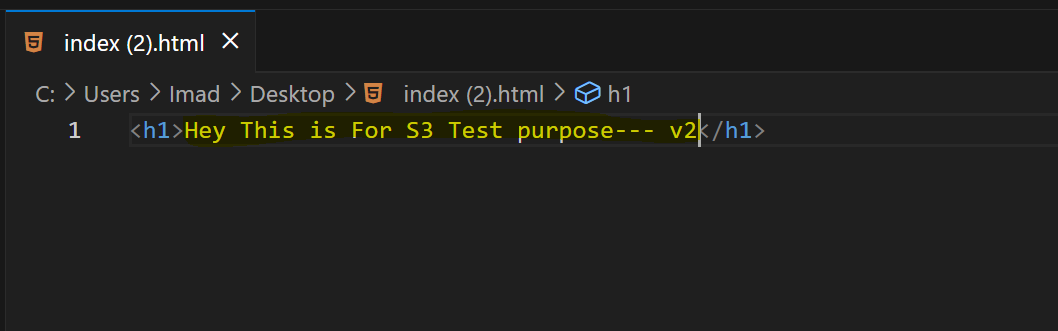 index (2).html
C: > Users > Imad > Desktop > index (2).html > h1
1 <h1>Hey This is For S3 Test purpose--- v2</h1>